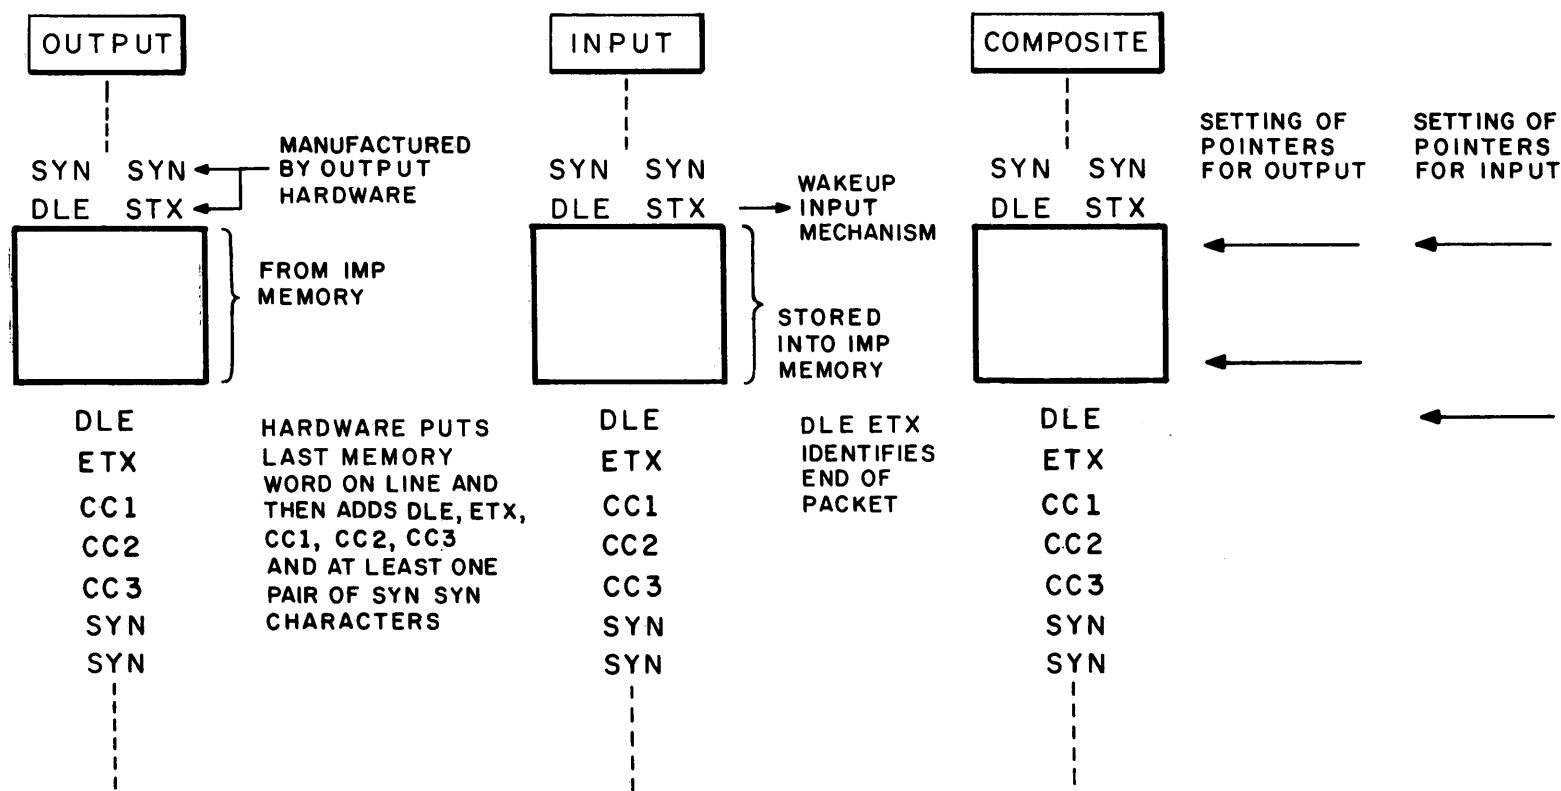 OUTPUT
SYN SYN
DLE STX
MANUFACTURED
BY OUTPUT
HARDWARE
FROM IMP
MEMORY
DLE
ETX
CC1
CC2
CC3
SYN
SYN
HARDWARE PUTS
LAST MEMORY
WORD ON LINE AND
THEN ADDS DLE, ETX,
CC1, CC2, CC3
AND AT LEAST ONE
PAIR OF SYN SYN
CHARACTERS
INPUT
SYN SYN
DLE STX
WAKEUP
INPUT
MECHANISM
STORED
INTO IMP
MEMORY
DLE
ETX
CC1
CC2
CC3
SYN
SYN
DLE ETX
IDENTIFIES
END OF
PACKET
COMPOSITE
SYN SYN
DLE STX
DLE
ETX
CC1
CC2
CC3
SYN
SYN
SETTING OF
POINTERS
FOR OUTPUT
SETTING OF
POINTERS
FOR INPUT